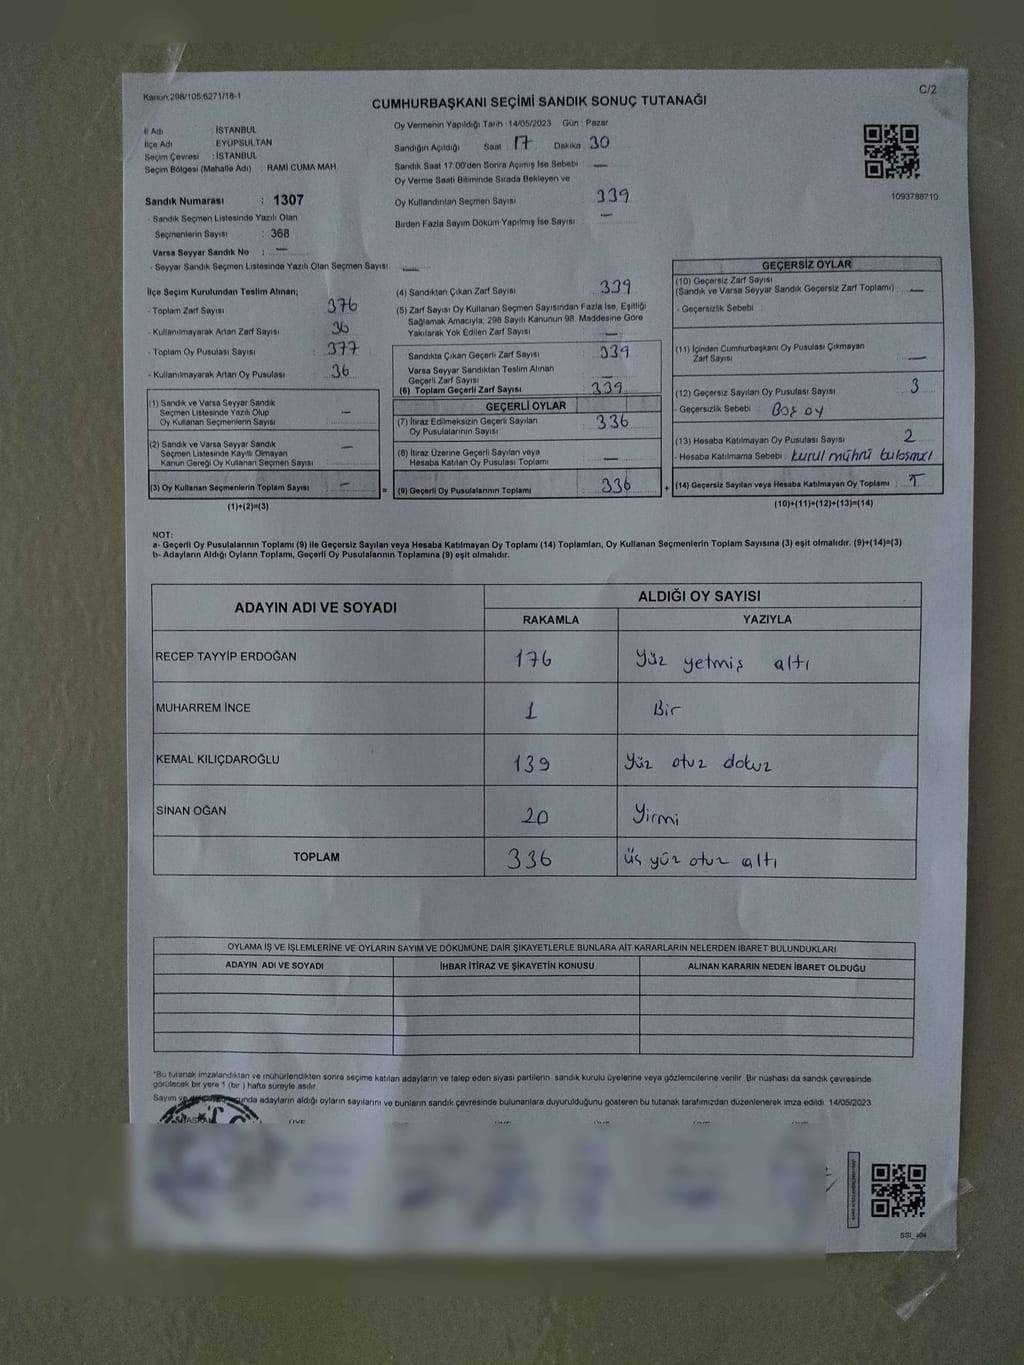 Kanun:298/105:6271/18-1
C/2
CUMHURBAŞKANI SEÇİMİ SANDIK SONUÇ TUTANAĞI
İl Adı : İSTANBUL
İlçe Adı : EYÜPSULTAN
Seçim Çevresi : İSTANBUL
Seçim Bölgesi (Mahalle Adı) : RAMİ CUMA MAH.
Sandık Numarası : 1307
- Sandık Seçmen Listesinde Yazılı Olan
Seçmenlerin Sayısı : 368
Varsa Seyyar Sandık No : —
- Seyyar Sandık Seçmen Listesinde Yazılı Olan Seçmen Sayısı: —
Oy Vermenin Yapıldığı Tarih : 14/05/2023 Gün : Pazar
Sandığın Açıldığı Saat 17 Dakika 30
Sandık Saat 17.00'den Sonra Açılmış İse Sebebi : —
Oy Verme Saati Bitiminde Sırada Bekleyen ve
Oy Kullandırılan Seçmen Sayısı : 339
Birden Fazla Sayım Döküm Yapılmış İse Sayısı : —
1093788710
İlçe Seçim Kurulundan Teslim Alınan;
- Toplam Zarf Sayısı : 376
- Kullanılmayarak Artan Zarf Sayısı : 36
- Toplam Oy Pusulası Sayısı : 377
- Kullanılmayarak Artan Oy Pusulası : 36
(1) Sandık ve Varsa Seyyar Sandık
Seçmen Listesinde Yazılı Olup
Oy Kullanan Seçmenlerin Sayısı : —
(2) Sandık ve Varsa Seyyar Sandık
Seçmen Listesinde Kayıtlı Olmayan
Kanun Gereği Oy Kullanan Seçmen Sayısı : —
(3) Oy Kullanan Seçmenlerin Toplam Sayısı : —
(1)+(2)=(3)
(4) Sandıktan Çıkan Zarf Sayısı : 339
(5) Zarf Sayısı Oy Kullanan Seçmen Sayısından Fazla İse, Eşitliği
Sağlamak Amacıyla, 298 Sayılı Kanunun 98. Maddesine Göre
Yakılarak Yok Edilen Zarf Sayısı : —
Sandıkta Çıkan Geçerli Zarf Sayısı : 339
Varsa Seyyar Sandıktan Teslim Alınan
Geçerli Zarf Sayısı : —
(6) Toplam Geçerli Zarf Sayısı : 339
GEÇERLİ OYLAR
(7) İtiraz Edilmeksizin Geçerli Sayılan
Oy Pusulalarının Sayısı : 336
(8) İtiraz Üzerine Geçerli Sayılan veya
Hesaba Katılan Oy Pusulası Toplamı : —
= (9) Geçerli Oy Pusulalarının Toplamı : 336 +
GEÇERSİZ OYLAR
(10) Geçersiz Zarf Sayısı
(Sandık ve Varsa Seyyar Sandık Geçersiz Zarf Toplamı) : —
- Geçersizlik Sebebi :
(11) İçinden Cumhurbaşkanı Oy Pusulası Çıkmayan
Zarf Sayısı : —
(12) Geçersiz Sayılan Oy Pusulası Sayısı : 3
- Geçersizlik Sebebi : Boş oy
(13) Hesaba Katılmayan Oy Pusulası Sayısı : 2
- Hesaba Katılmama Sebebi : kurul mührü
(14) Geçersiz Sayılan veya Hesaba Katılmayan Oy Toplamı :
(10)+(11)+(12)+(13)=(14)
NOT:
a- Geçerli Oy Pusulalarının Toplamı (9) ile Geçersiz Sayılan veya Hesaba Katılmayan Oy Toplamı (14) Toplamları, Oy Kullanan Seçmenlerin Toplam Sayısına (3) eşit olmalıdır. (9)+(14)=(3)
b- Adayların Aldığı Oyların Toplamı, Geçerli Oy Pusulalarının Toplamına (9) eşit olmalıdır.
ADAYIN ADI VE SOYADI
ALDIĞI OY SAYISI
RAKAMLA YAZIYLA
RECEP TAYYİP ERDOĞAN 176 Yüz yetmiş altı
MUHARREM İNCE 1 Bir
KEMAL KILIÇDAROĞLU 139 Yüz otuz dokuz
SİNAN OĞAN 20 Yirmi
TOPLAM 336 üç yüz otuz altı
OYLAMA İŞ VE İŞLEMLERİNE VE OYLARIN SAYIM VE DÖKÜMÜNE DAİR ŞİKAYETLERLE BUNLARA AİT KARARLARIN NELERDEN İBARET BULUNDUKLARI
ADAYIN ADI VE SOYADI İHBAR İTİRAZ VE ŞİKAYETİN KONUSU ALINAN KARARIN NEDEN İBARET OLDUĞU
"Bu tutanak imzalandıktan ve mühürlendikten sonra seçime katılan adayların ve talep eden siyasi partilerin sandık kurulu üyelerine veya gözlemcilerine verilir. Bir nüshası da sandık çevresinde
görülecek bir yere 1 (bir) hafta süreyle asılır.
Sayım ve adayların aldığı oyların sayılarını ve bunların sandık çevresinde bulunanlara duyurulduğunu gösteren bu tutanak tarafımızdan düzenlenerek imza edildi. 14/05/2023